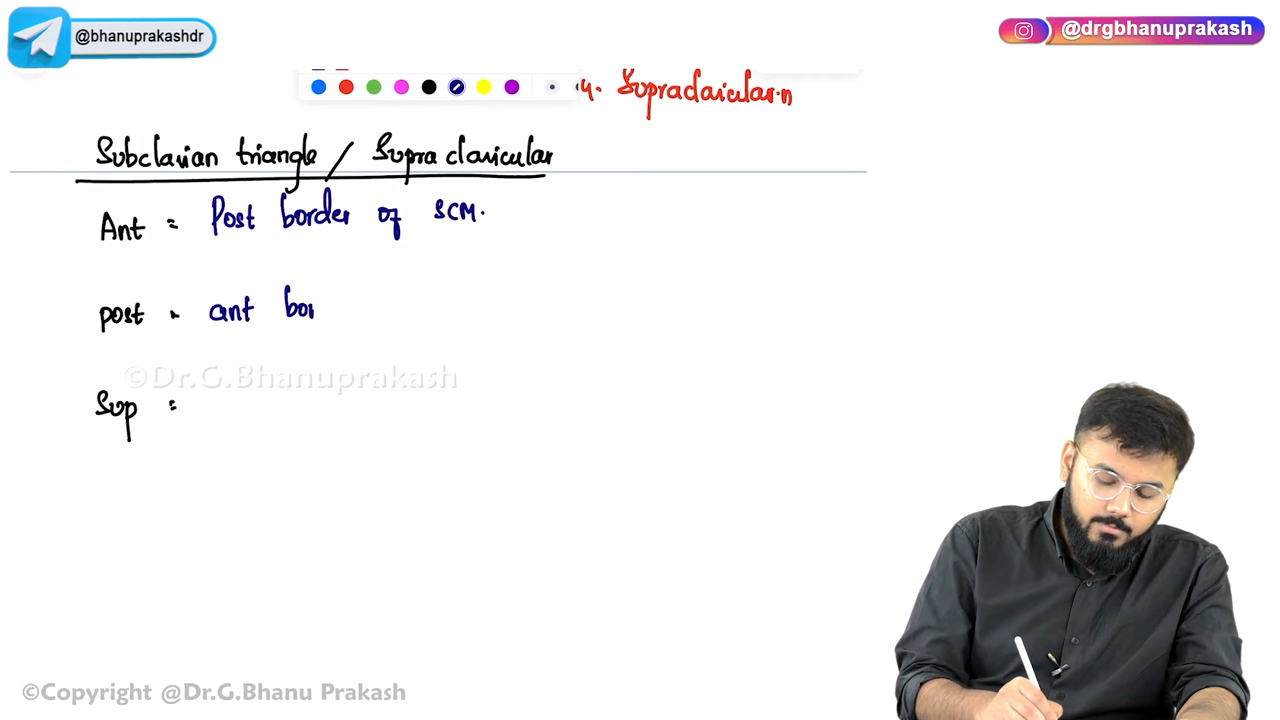 @bhanuprakashdr
@drgbhanuprakash
4. Supraclavicular.n
Subclavian triangle / Supraclavicular
Ant = Post border of SCM.
post = ant bor
©Dr.G.Bhanuprakash
Sup =
©Copyright @Dr.G.Bhanu Prakash